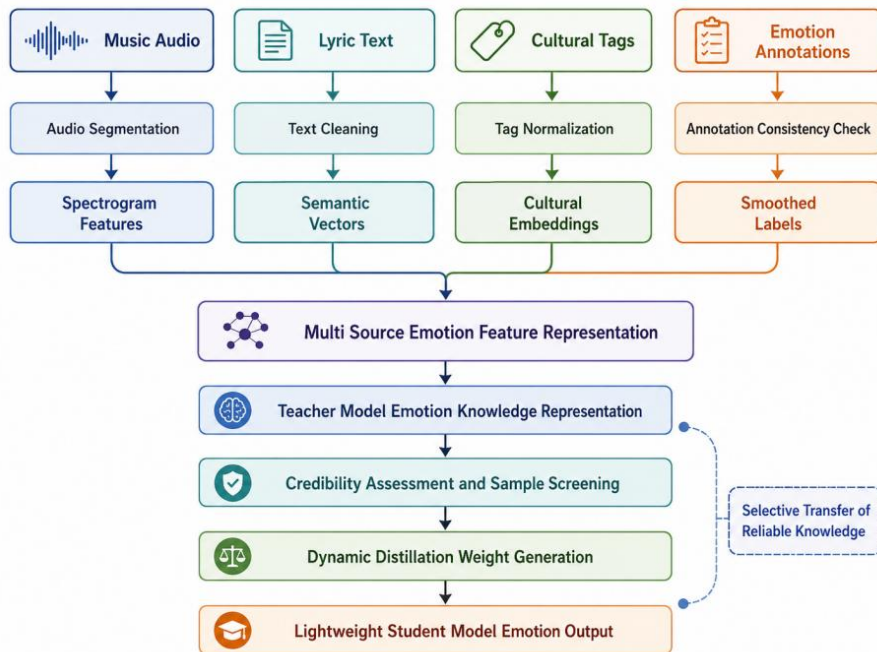 Music Audio
Lyric Text
Cultural Tags
Emotion
Annotations
Audio Segmentation
Text Cleaning
Tag Normalization
Annotation Consistency Check
Spectrogram
Features
Semantic
Vectors
Cultural
Embeddings
Smoothed
Labels
Multi Source Emotion Feature Representation
Teacher Model Emotion Knowledge Representation
Credibility Assessment and Sample Screening
Selective Transfer of
Reliable Knowledge
Dynamic Distillation Weight Generation
Lightweight Student Model Emotion Output